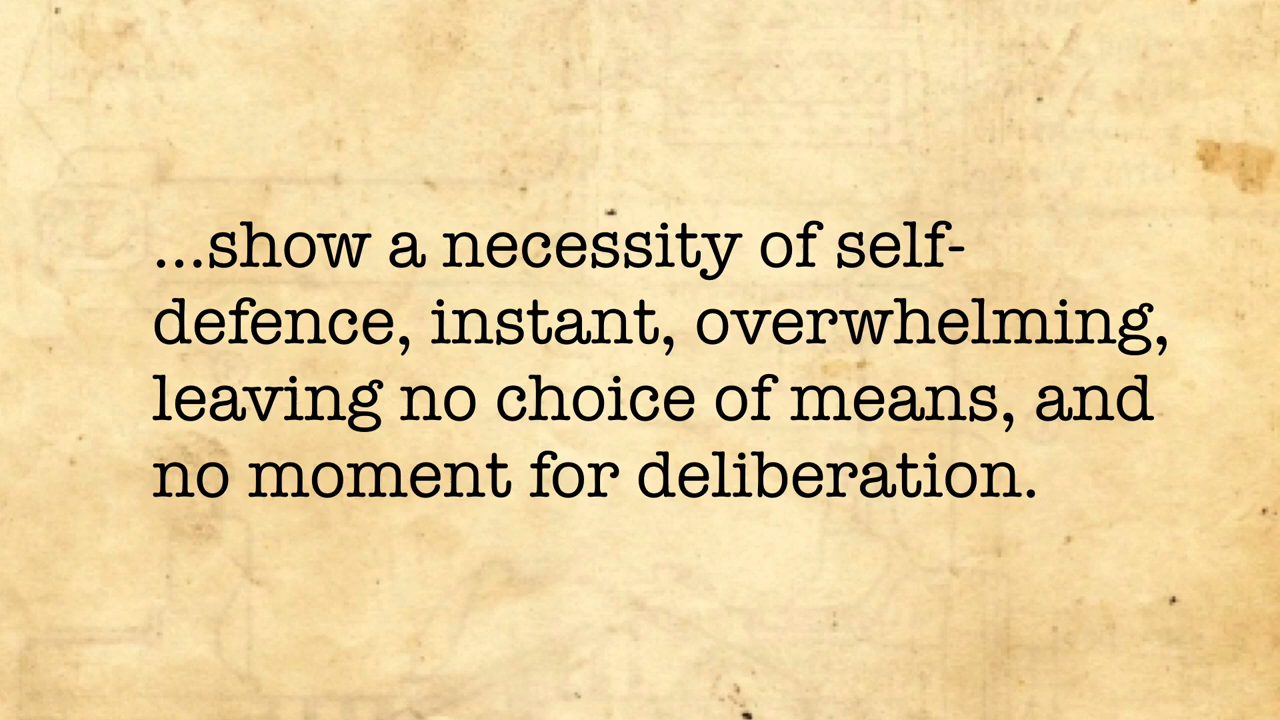 ...show a necessity of self-
defence, instant, overwhelming,
leaving no choice of means, and
no moment for deliberation.